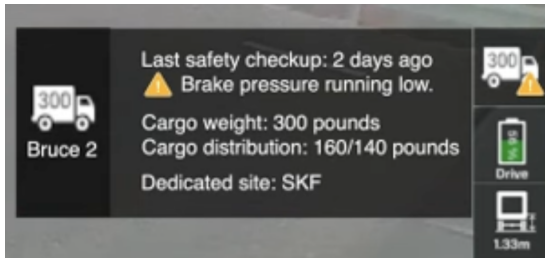 Last safety checkup: 2 days ago
Brake pressure running low.
Cargo weight: 300 pounds
Cargo distribution: 160/140 pounds
Dedicated site: SKF
300
Bruce 2
300
Drive
1.33m